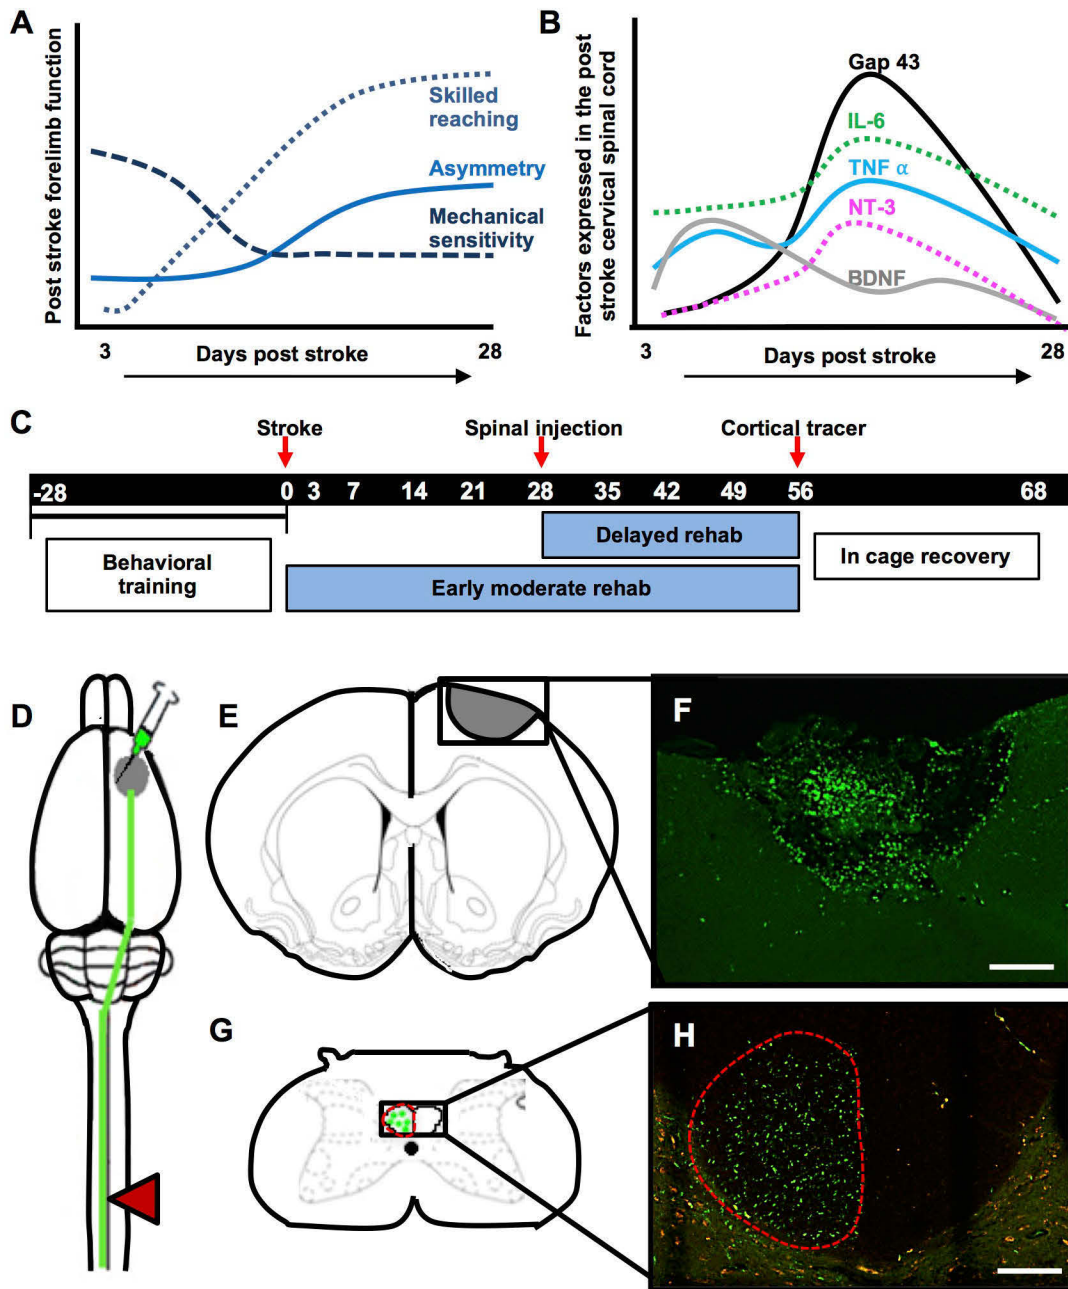 A
Post stroke forelimb function
Skilled
reaching
Asymmetry
Mechanical
sensitivity
3
Days post stroke
28
B
Factors expressed in the post
stroke cervical spinal cord
Gap 43
IL-6
TNF α
NT-3
BDNF
3
Days post stroke
28
C
Stroke
Spinal injection
Cortical tracer
-28 0 3 7 14 21 28 35 42 49 56 68
Delayed rehab
Behavioral
training
In cage recovery
Early moderate rehab
D
E
F
G
H